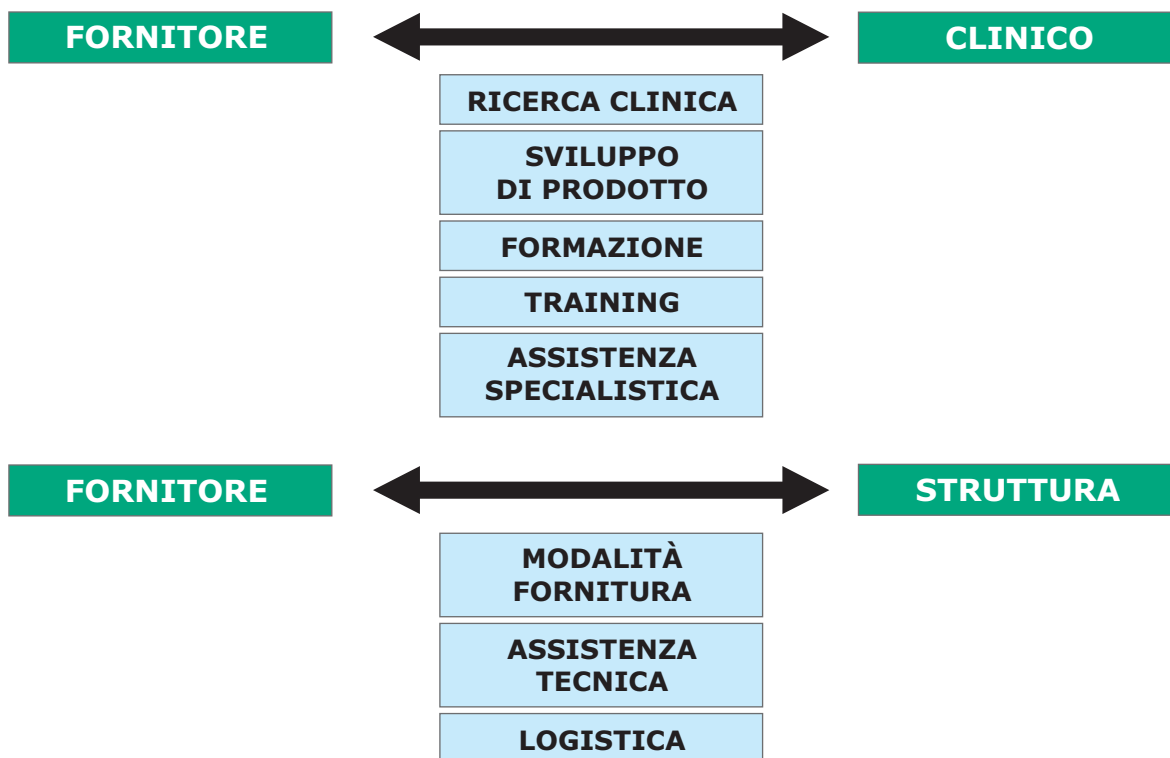 FORNITORE
CLINICO
RICERCA CLINICA
SVILUPPO
DI PRODOTTO
FORMAZIONE
TRAINING
ASSISTENZA
SPECIALISTICA
FORNITORE
STRUTTURA
MODALITÀ
FORNITURA
ASSISTENZA
TECNICA
LOGISTICA